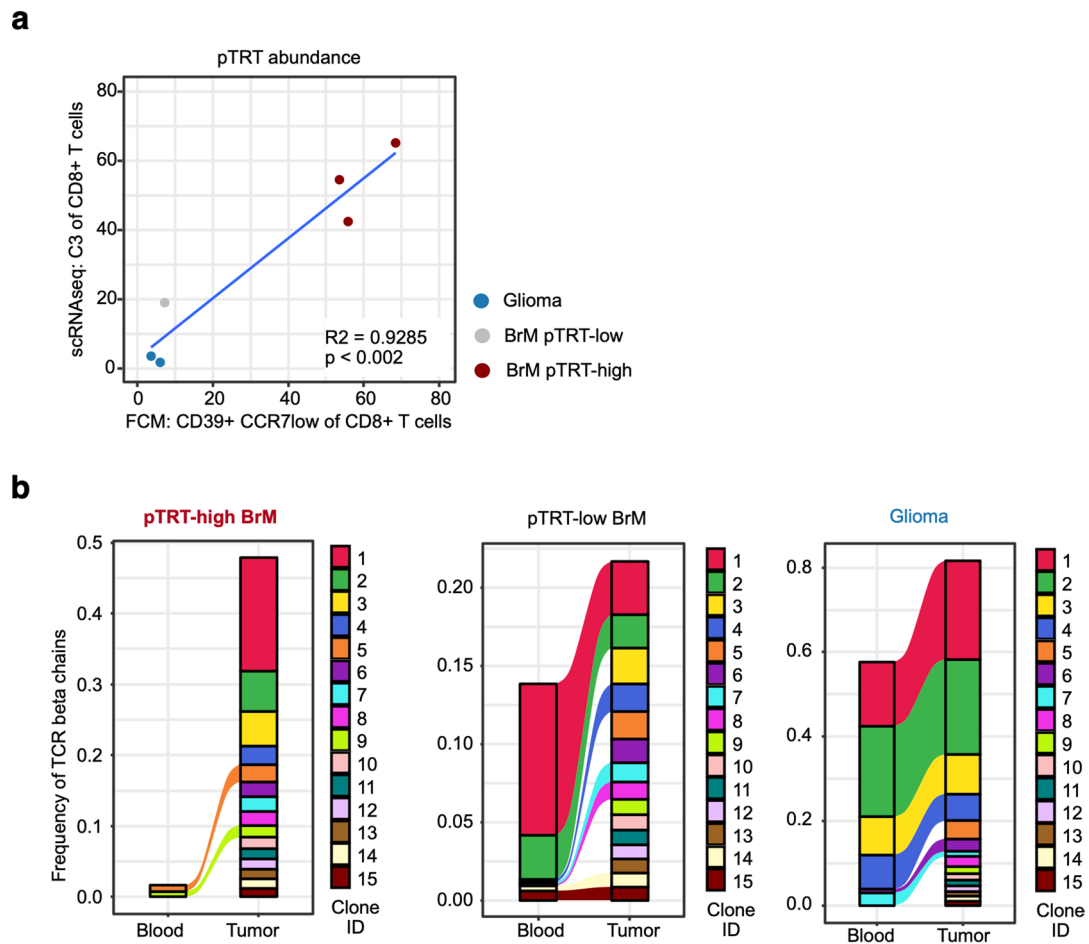 a
pTRT abundance
scRNAseq: C3 of CD8+ T cells
80
60
40
20
0
R2 = 0.9285
p < 0.002
0 20 40 60 80
FCM: CD39+ CCR7low of CD8+ T cells
Glioma
BrM pTRT-low
BrM pTRT-high
b
pTRT-high BrM
Frequency of TCR beta chains
0.5
0.4
0.3
0.2
0.1
0.0
Blood Tumor
1
2
3
4
5
6
7
8
9
10
11
12
13
14
15
Clone
ID
pTRT-low BrM
0.20
0.15
0.10
0.05
0.00
Blood Tumor
1
2
3
4
5
6
7
8
9
10
11
12
13
14
15
Clone
ID
Glioma
0.8
0.6
0.4
0.2
0.0
Blood Tumor
1
2
3
4
5
6
7
8
9
10
11
12
13
14
15
Clone
ID